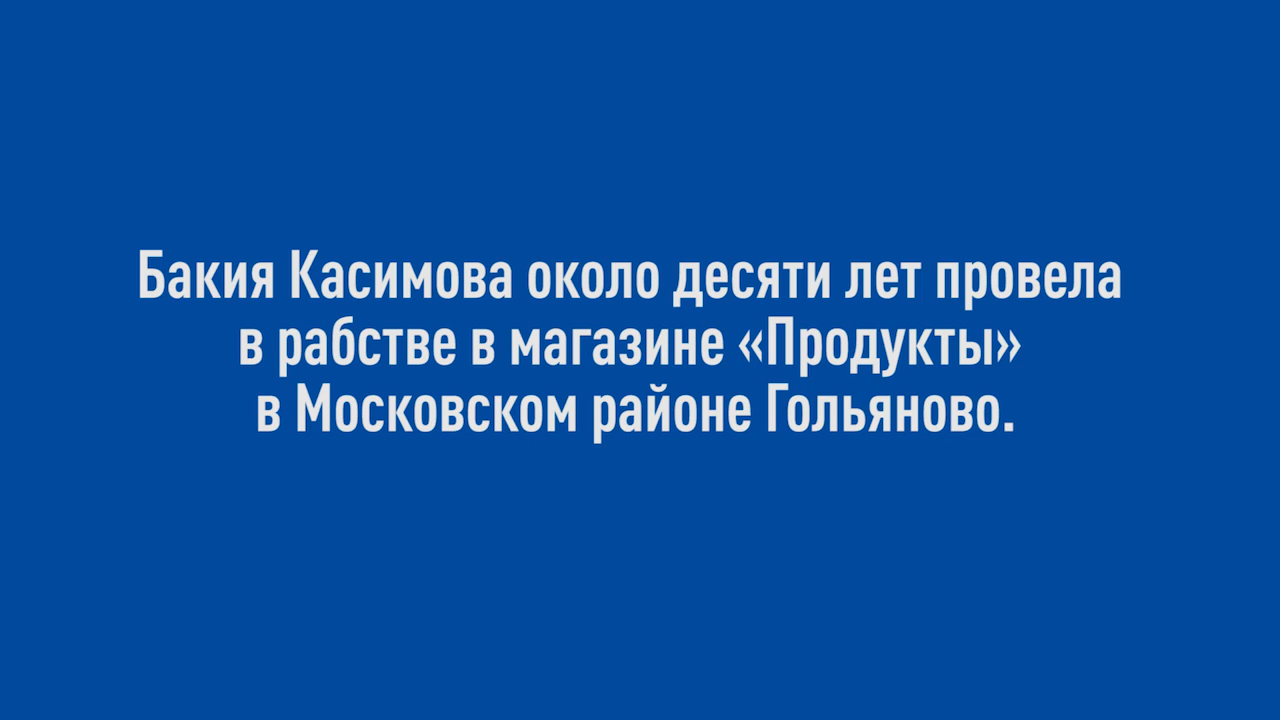 Бакия Касимова около десяти лет провела
в рабстве в магазине «Продукты»
в Московском районе Гольяново.